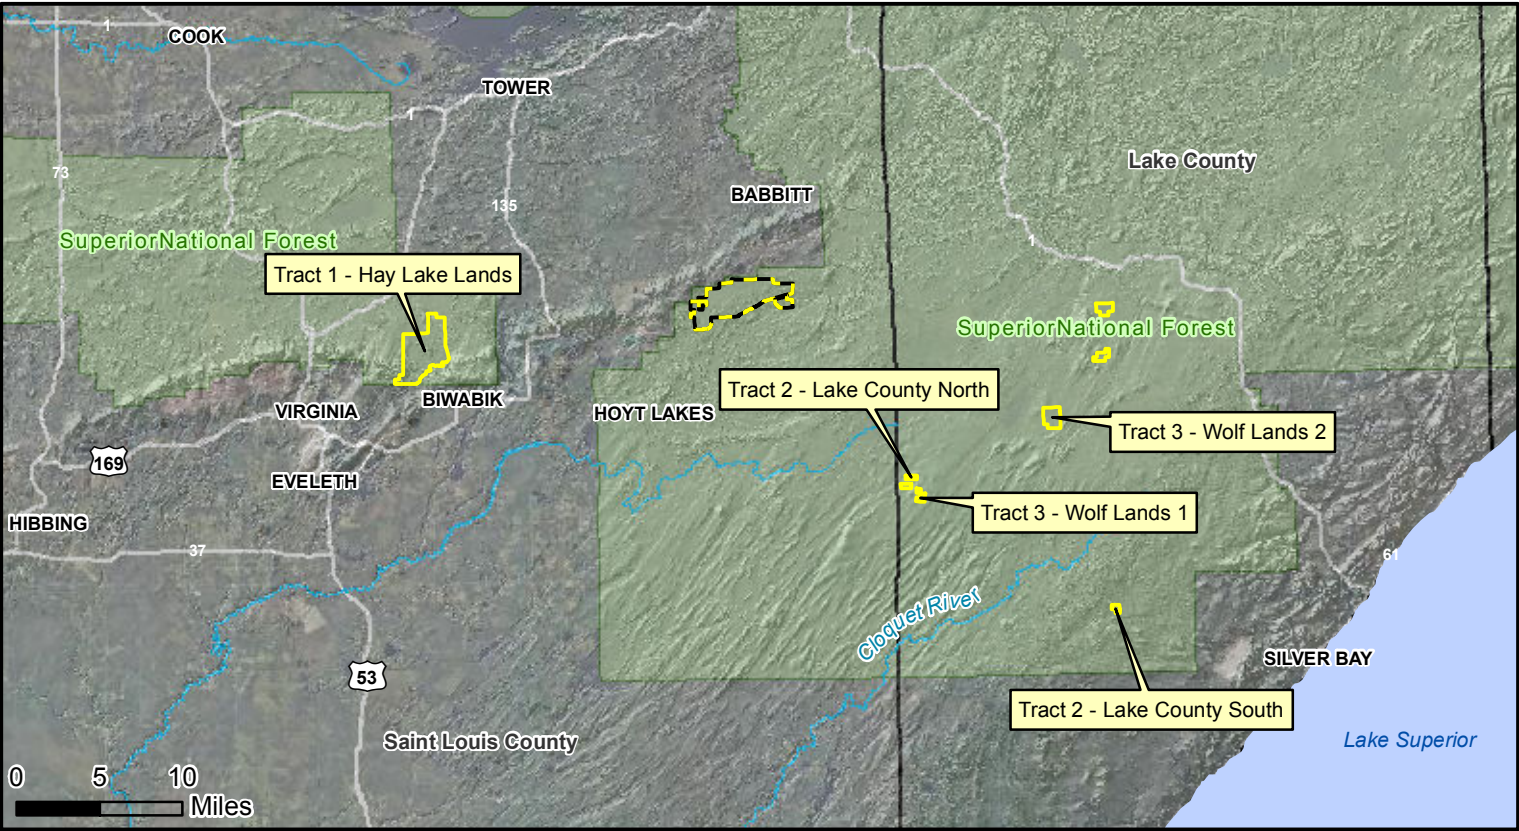 1
COOK
TOWER
1
73
Lake County
BABBITT
135
SuperiorNational Forest
1
Tract 1 - Hay Lake Lands
SuperiorNational Forest
Tract 2 - Lake County North
BIWABIK
VIRGINIA
HOYT LAKES
Tract 3 - Wolf Lands 2
169
EVELETH
Tract 3 - Wolf Lands 1
HIBBING
37
61
Cloquet River
SILVER BAY
53
Tract 2 - Lake County South
Saint Louis County
Lake Superior
0 5 10
Miles